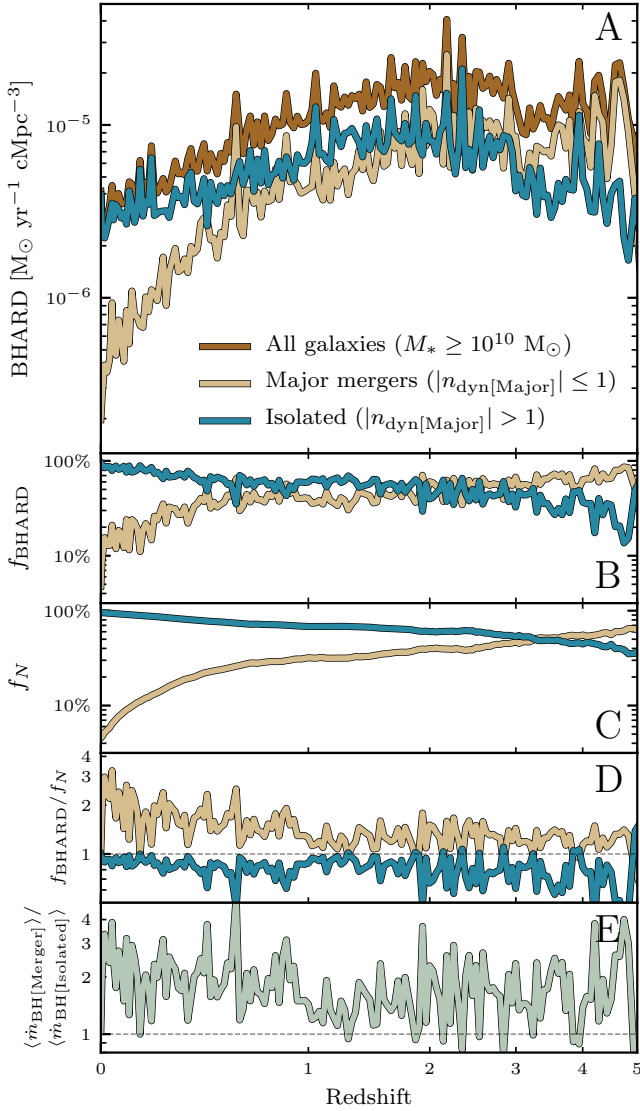 A
10⁻⁵
10⁻⁶
BHARD [M⊙ yr⁻¹ cMpc⁻³]
All galaxies (M* ≥ 10¹⁰ M⊙)
Major mergers (|n_dyn[Major]| ≤ 1)
Isolated (|n_dyn[Major]| > 1)
100%
10%
f_BHARD
B
100%
10%
f_N
C
4
3
2
1
f_BHARD/f_N
D
4
3
2
1
⟨ṁ_BH[Merger]⟩/
⟨ṁ_BH[Isolated]⟩
E
0 1 2 3 4 5
Redshift